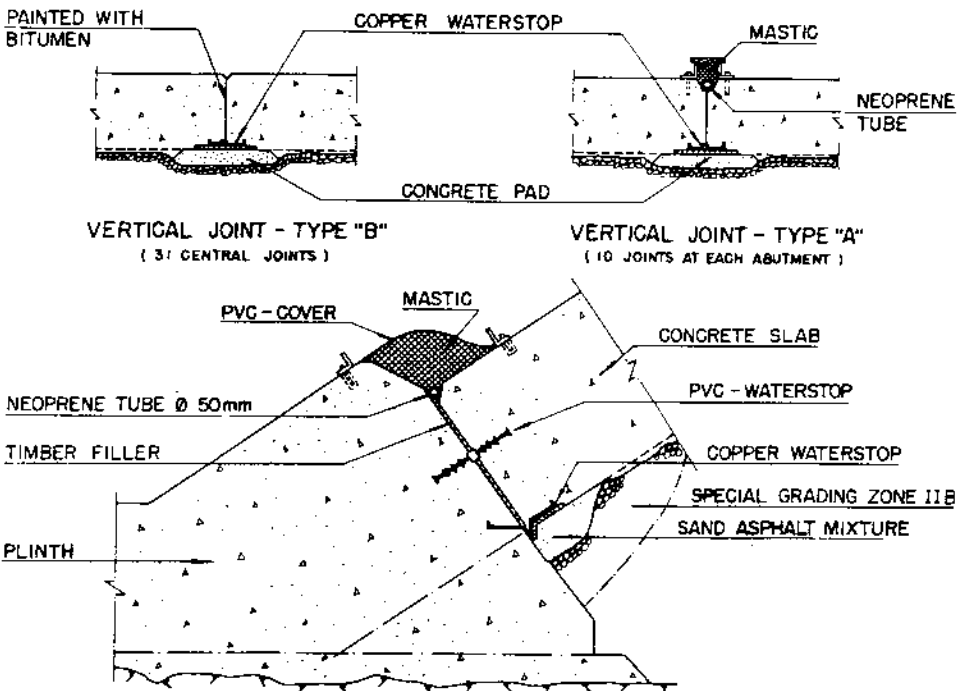 PAINTED WITH
BITUMEN
COPPER WATERSTOP
MASTIC
NEOPRENE
TUBE
CONCRETE PAD
VERTICAL JOINT - TYPE "B"
( 31 CENTRAL JOINTS )
VERTICAL JOINT - TYPE "A"
( 10 JOINTS AT EACH ABUTMENT )
PVC-COVER
MASTIC
CONCRETE SLAB
NEOPRENE TUBE Ø 50mm
PVC-WATERSTOP
TIMBER FILLER
COPPER WATERSTOP
SPECIAL GRADING ZONE IIB
SAND ASPHALT MIXTURE
PLINTH